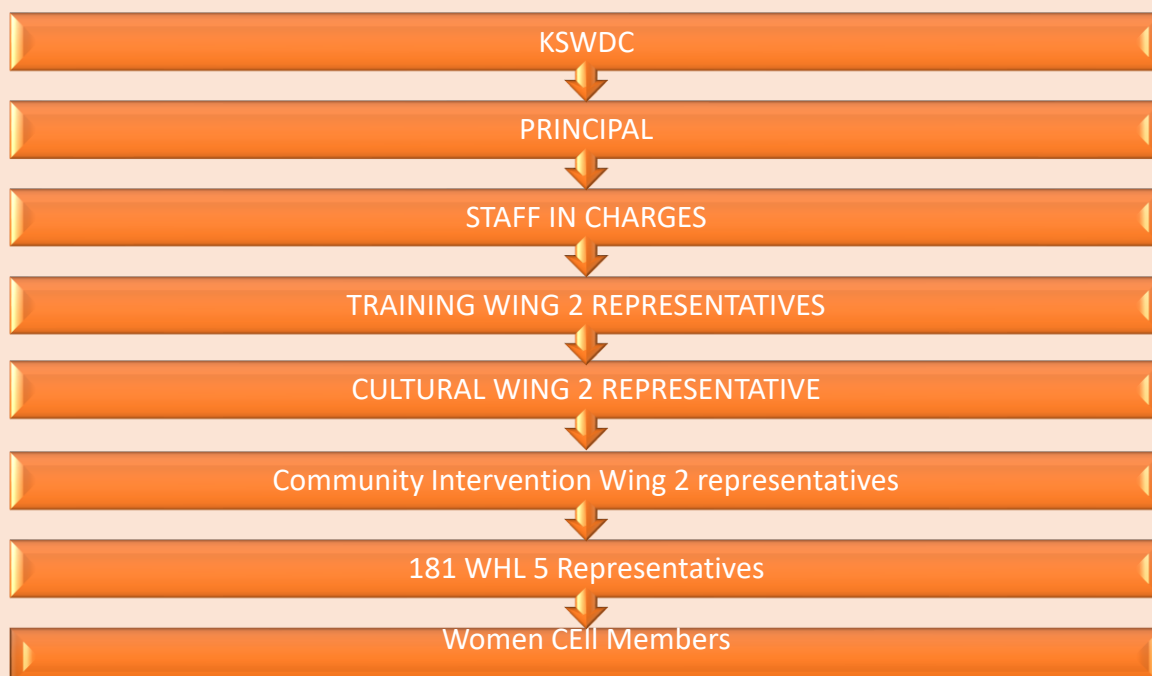 KSWDC
PRINCIPAL
STAFF IN CHARGES
TRAINING WING 2 REPRESENTATIVES
CULTURAL WING 2 REPRESENTATIVE
Community Intervention Wing 2 representatives
181 WHL 5 Representatives
Women CEll Members